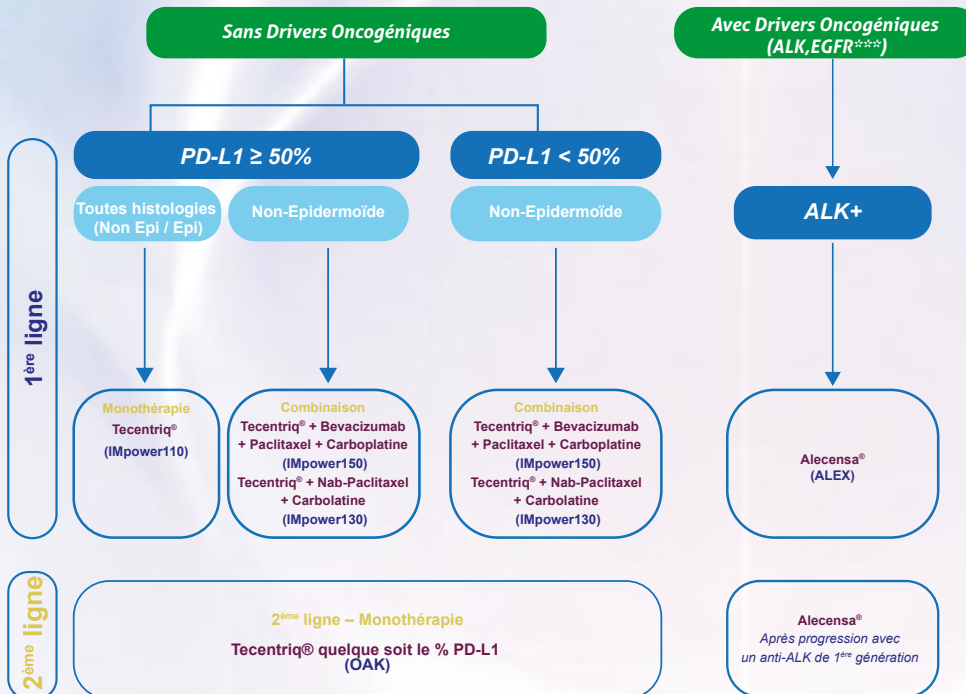 Sans Drivers Oncogéniques
Avec Drivers Oncogéniques
(ALK,EGFR☆☆☆)
PD-L1 ≥ 50%
PD-L1 < 50%
ALK+
Toutes histologies
(Non Epi / Epi)
Non-Epidermoïde
Non-Epidermoïde
1ère ligne
Monothérapie
Tecentriq®
(IMpower110)
Combinaison
Tecentriq® + Bevacizumab
+ Paclitaxel + Carboplatine
(IMpower150)
Tecentriq® + Nab-Paclitaxel
+ Carbolatine
(IMpower130)
Combinaison
Tecentriq® + Bevacizumab
+ Paclitaxel + Carboplatine
(IMpower150)
Tecentriq® + Nab-Paclitaxel
+ Carbolatine
(IMpower130)
Alecensa®
(ALEX)
2ème ligne
2ème ligne – Monothérapie
Tecentriq® quelque soit le % PD-L1
(OAK)
Alecensa®
Après progression avec
un anti-ALK de 1ère génération